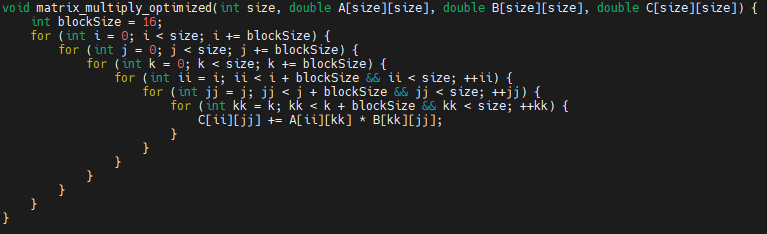 void matrix_multiply_optimized(int size, double A[size][size], double B[size][size], double C[size][size]) {
    int blockSize = 16;
    for (int i = 0; i < size; i += blockSize) {
        for (int j = 0; j < size; j += blockSize) {
            for (int k = 0; k < size; k += blockSize) {
                for (int ii = i; ii < i + blockSize && ii < size; ++ii) {
                    for (int jj = j; jj < j + blockSize && jj < size; ++jj) {
                        for (int kk = k; kk < k + blockSize && kk < size; ++kk) {
                            C[ii][jj] += A[ii][kk] * B[kk][jj];
                        }
                    }
                }
            }
        }
    }
}